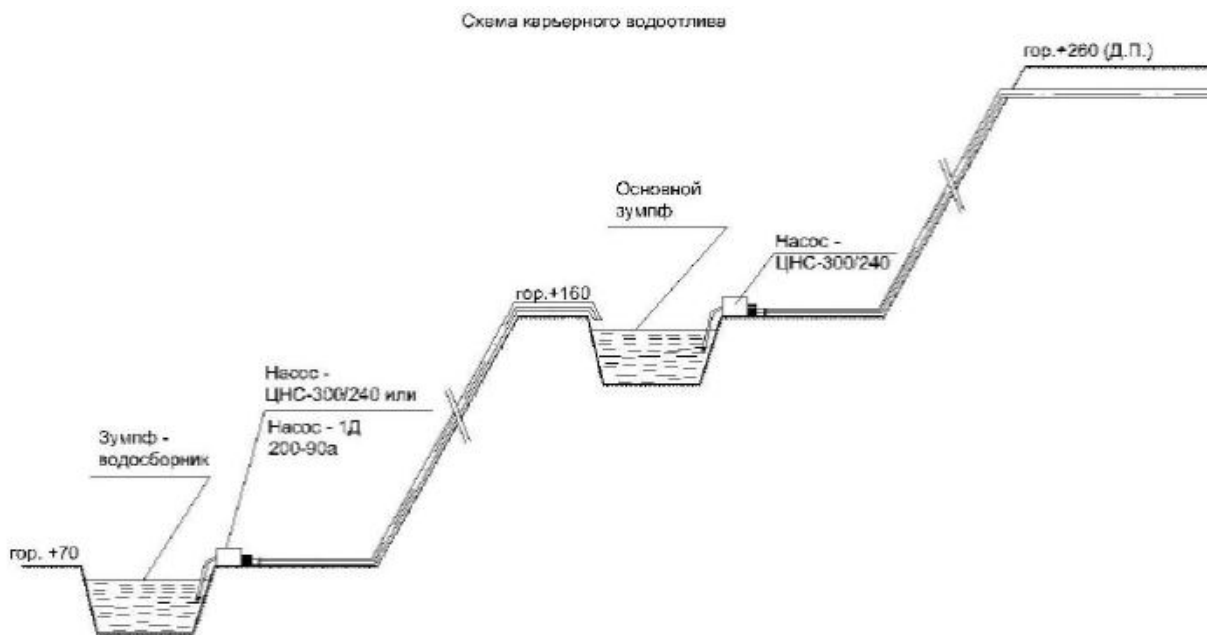 Схема карьерного водоотлива
гор.+260 (Д.П.)
Основной
зумпф
Насос -
ЦНС-300/240
гор.+160
Насос -
ЦНС-300/240 или
Насос - 1Д
200-90а
Зумпф -
водосборник
гор. +70